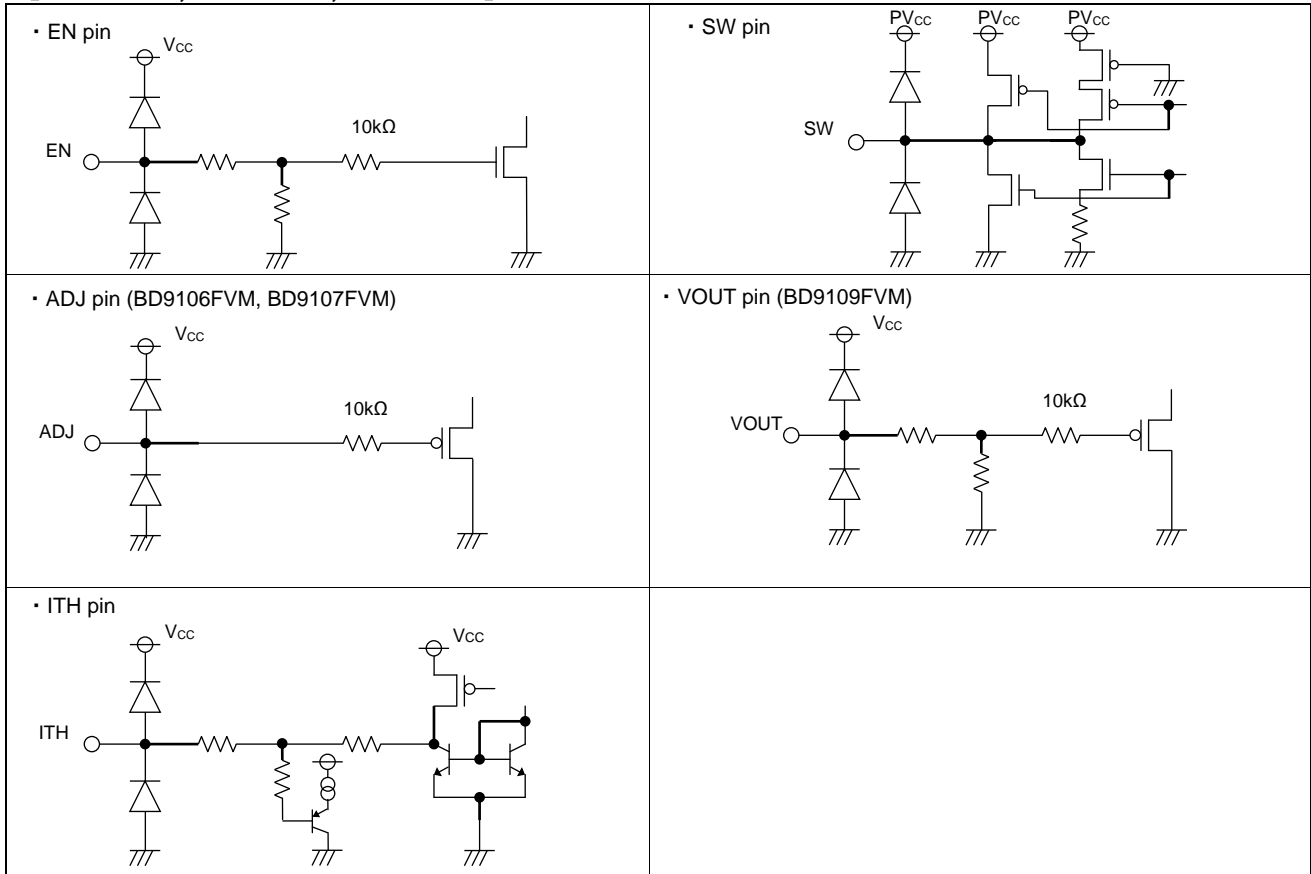 ・EN pin
VCC
10kΩ
EN
・SW pin
PVCC PVCC PVCC
SW
・ADJ pin (BD9106FVM, BD9107FVM)
VCC
10kΩ
ADJ
・VOUT pin (BD9109FVM)
VCC
10kΩ
VOUT
・ITH pin
VCC
VCC
ITH